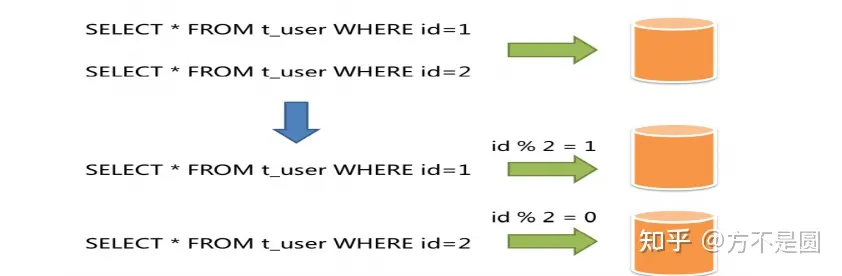 SELECT * FROM t_user WHERE id=1
SELECT * FROM t_user WHERE id=2
SELECT * FROM t_user WHERE id=1
id % 2 = 1
SELECT * FROM t_user WHERE id=2
id % 2 = 0
知乎 @方不是圆